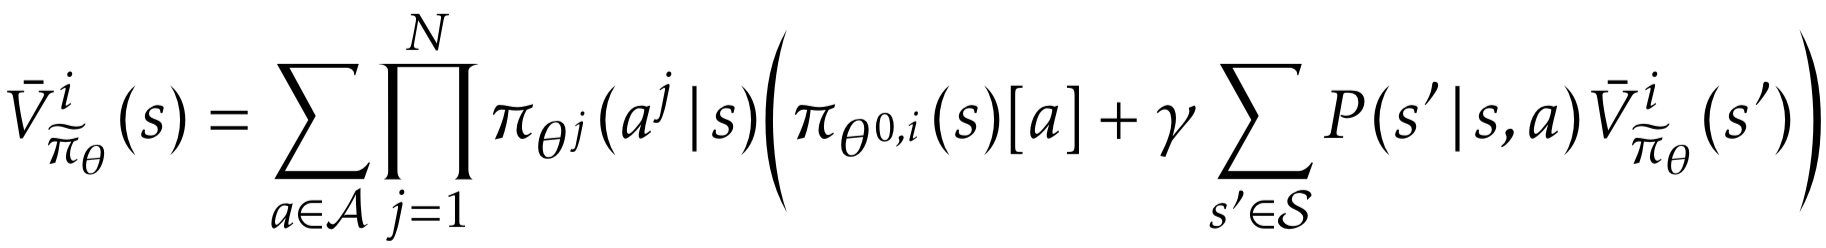 $\bar{V}^{i}_{\widetilde{\pi}_{\theta}}(s) = \sum_{a \in \mathcal{A}} \prod_{j=1}^{N} \pi_{\theta^{j}}(a^{j} | s) \left( \pi_{\theta^{0,i}}(s)[a] + \gamma \sum_{s' \in \mathcal{S}} P(s' | s, a) \bar{V}^{i}_{\widetilde{\pi}_{\theta}}(s') \right)$